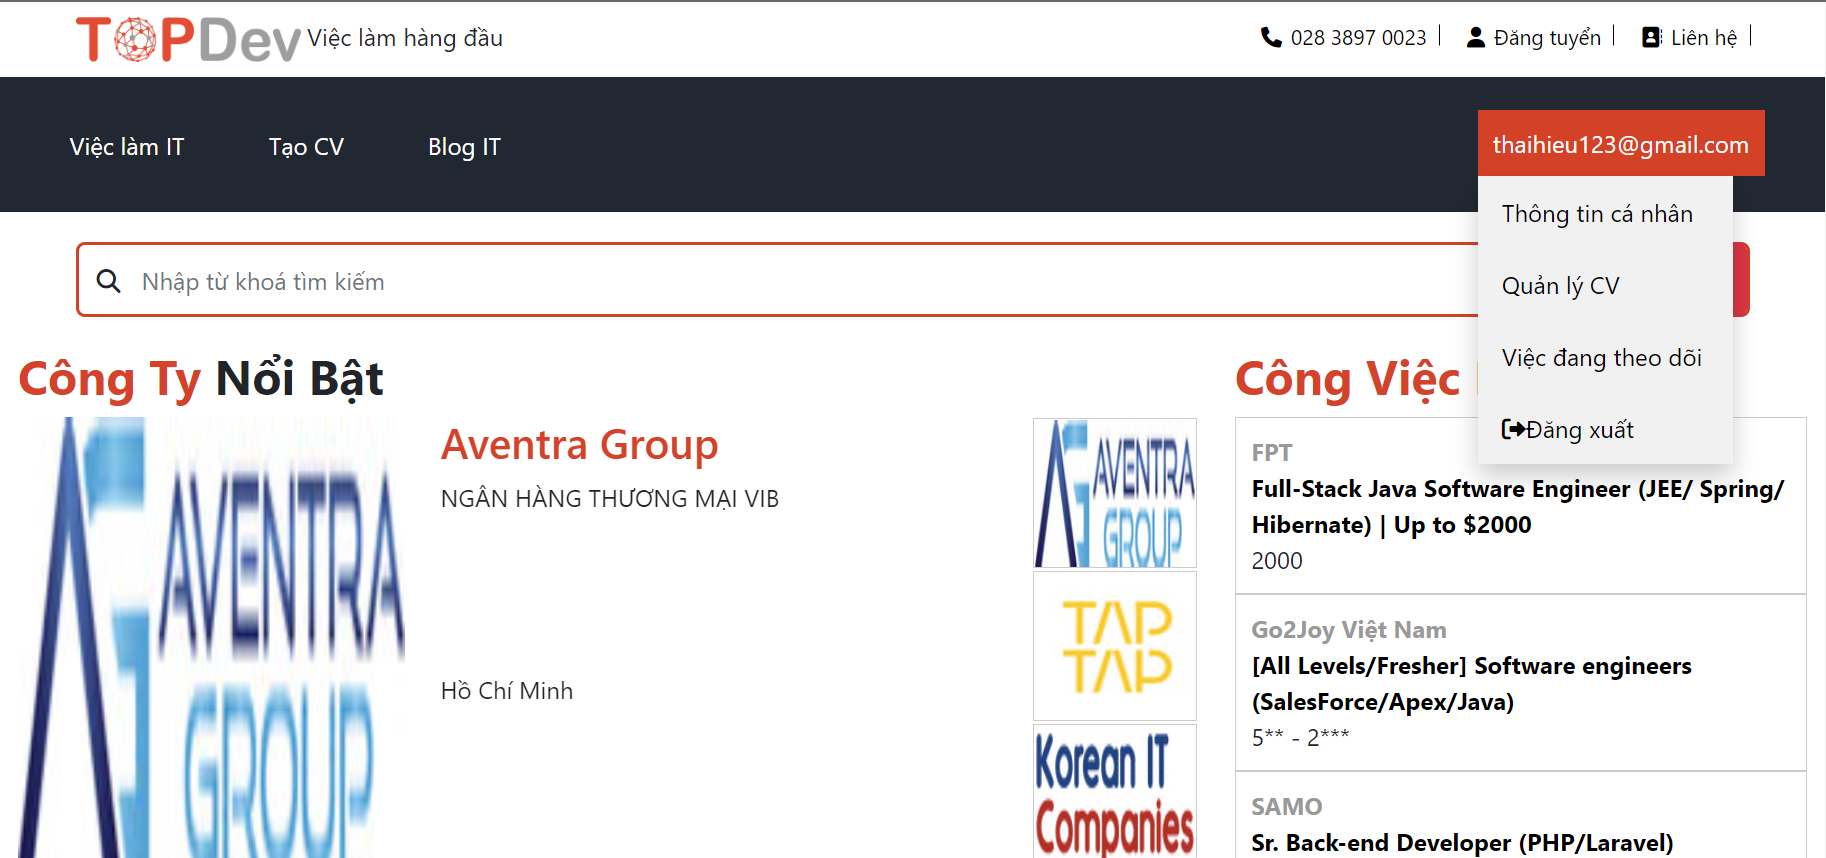 TOPDev Việc làm hàng đầu
028 3897 0023
Đăng tuyển
Liên hệ
Việc làm IT
Tạo CV
Blog IT
thaihieu123@gmail.com
Thông tin cá nhân
Quản lý CV
Việc đang theo dõi
Đăng xuất
Nhập từ khoá tìm kiếm
Công Ty Nổi Bật
AVENTRA
GROUP
Aventra Group
NGÂN HÀNG THƯƠNG MẠI VIB
Hồ Chí Minh
AVENTRA
GROUP
TAP
TAP
Korean IT
Companies
Công Việc
FPT
Full-Stack Java Software Engineer (JEE/ Spring/
Hibernate) | Up to $2000
2000
Go2Joy Việt Nam
[All Levels/Fresher] Software engineers
(SalesForce/Apex/Java)
5** - 2***
SAMO
Sr. Back-end Developer (PHP/Laravel)